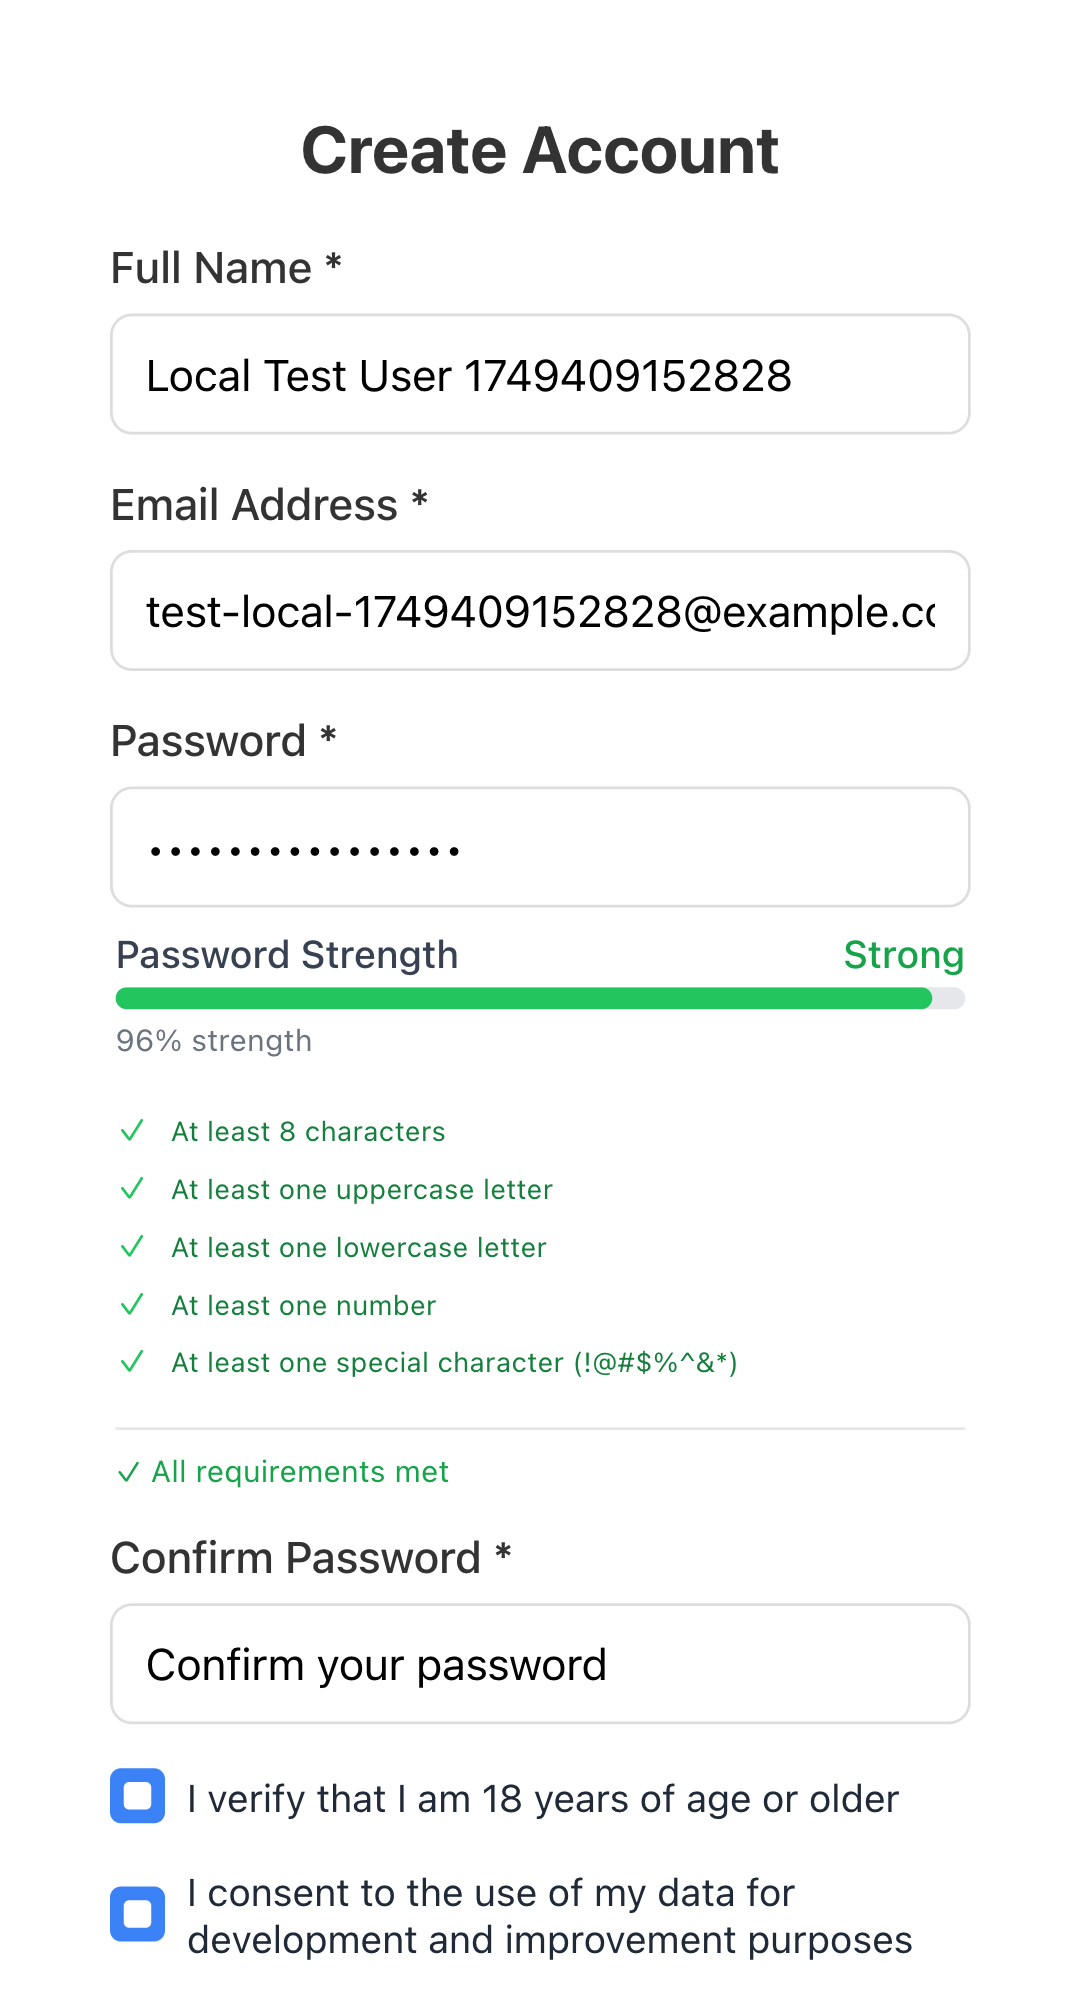 Create Account
Full Name *
Local Test User 1749409152828
Email Address *
test-local-1749409152828@example.cc
Password *
••••••••••••••••
Password Strength Strong
96% strength
✓ At least 8 characters
✓ At least one uppercase letter
✓ At least one lowercase letter
✓ At least one number
✓ At least one special character (!@#$%^&*)
✓ All requirements met
Confirm Password *
Confirm your password
I verify that I am 18 years of age or older
I consent to the use of my data for
development and improvement purposes